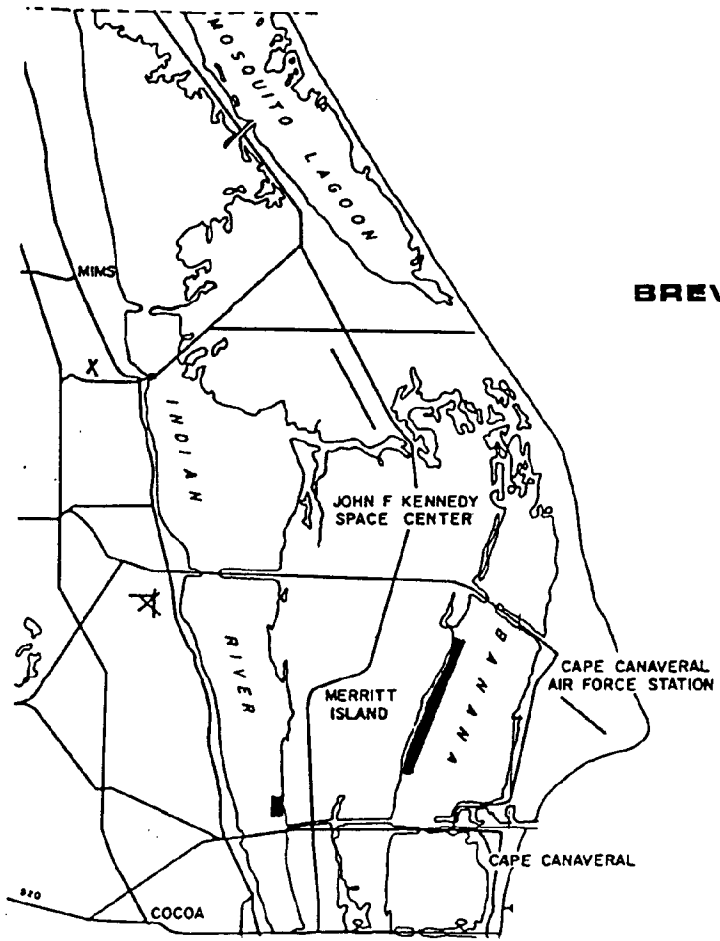 MOSQUITO LAGOON
BREV
MIMS
X
INDIAN
JOHN F KENNEDY
SPACE CENTER
RIVER
MERRITT
ISLAND
BANANA
CAPE CANAVERAL
AIR FORCE STATION
CAPE CANAVERAL
520
COCOA